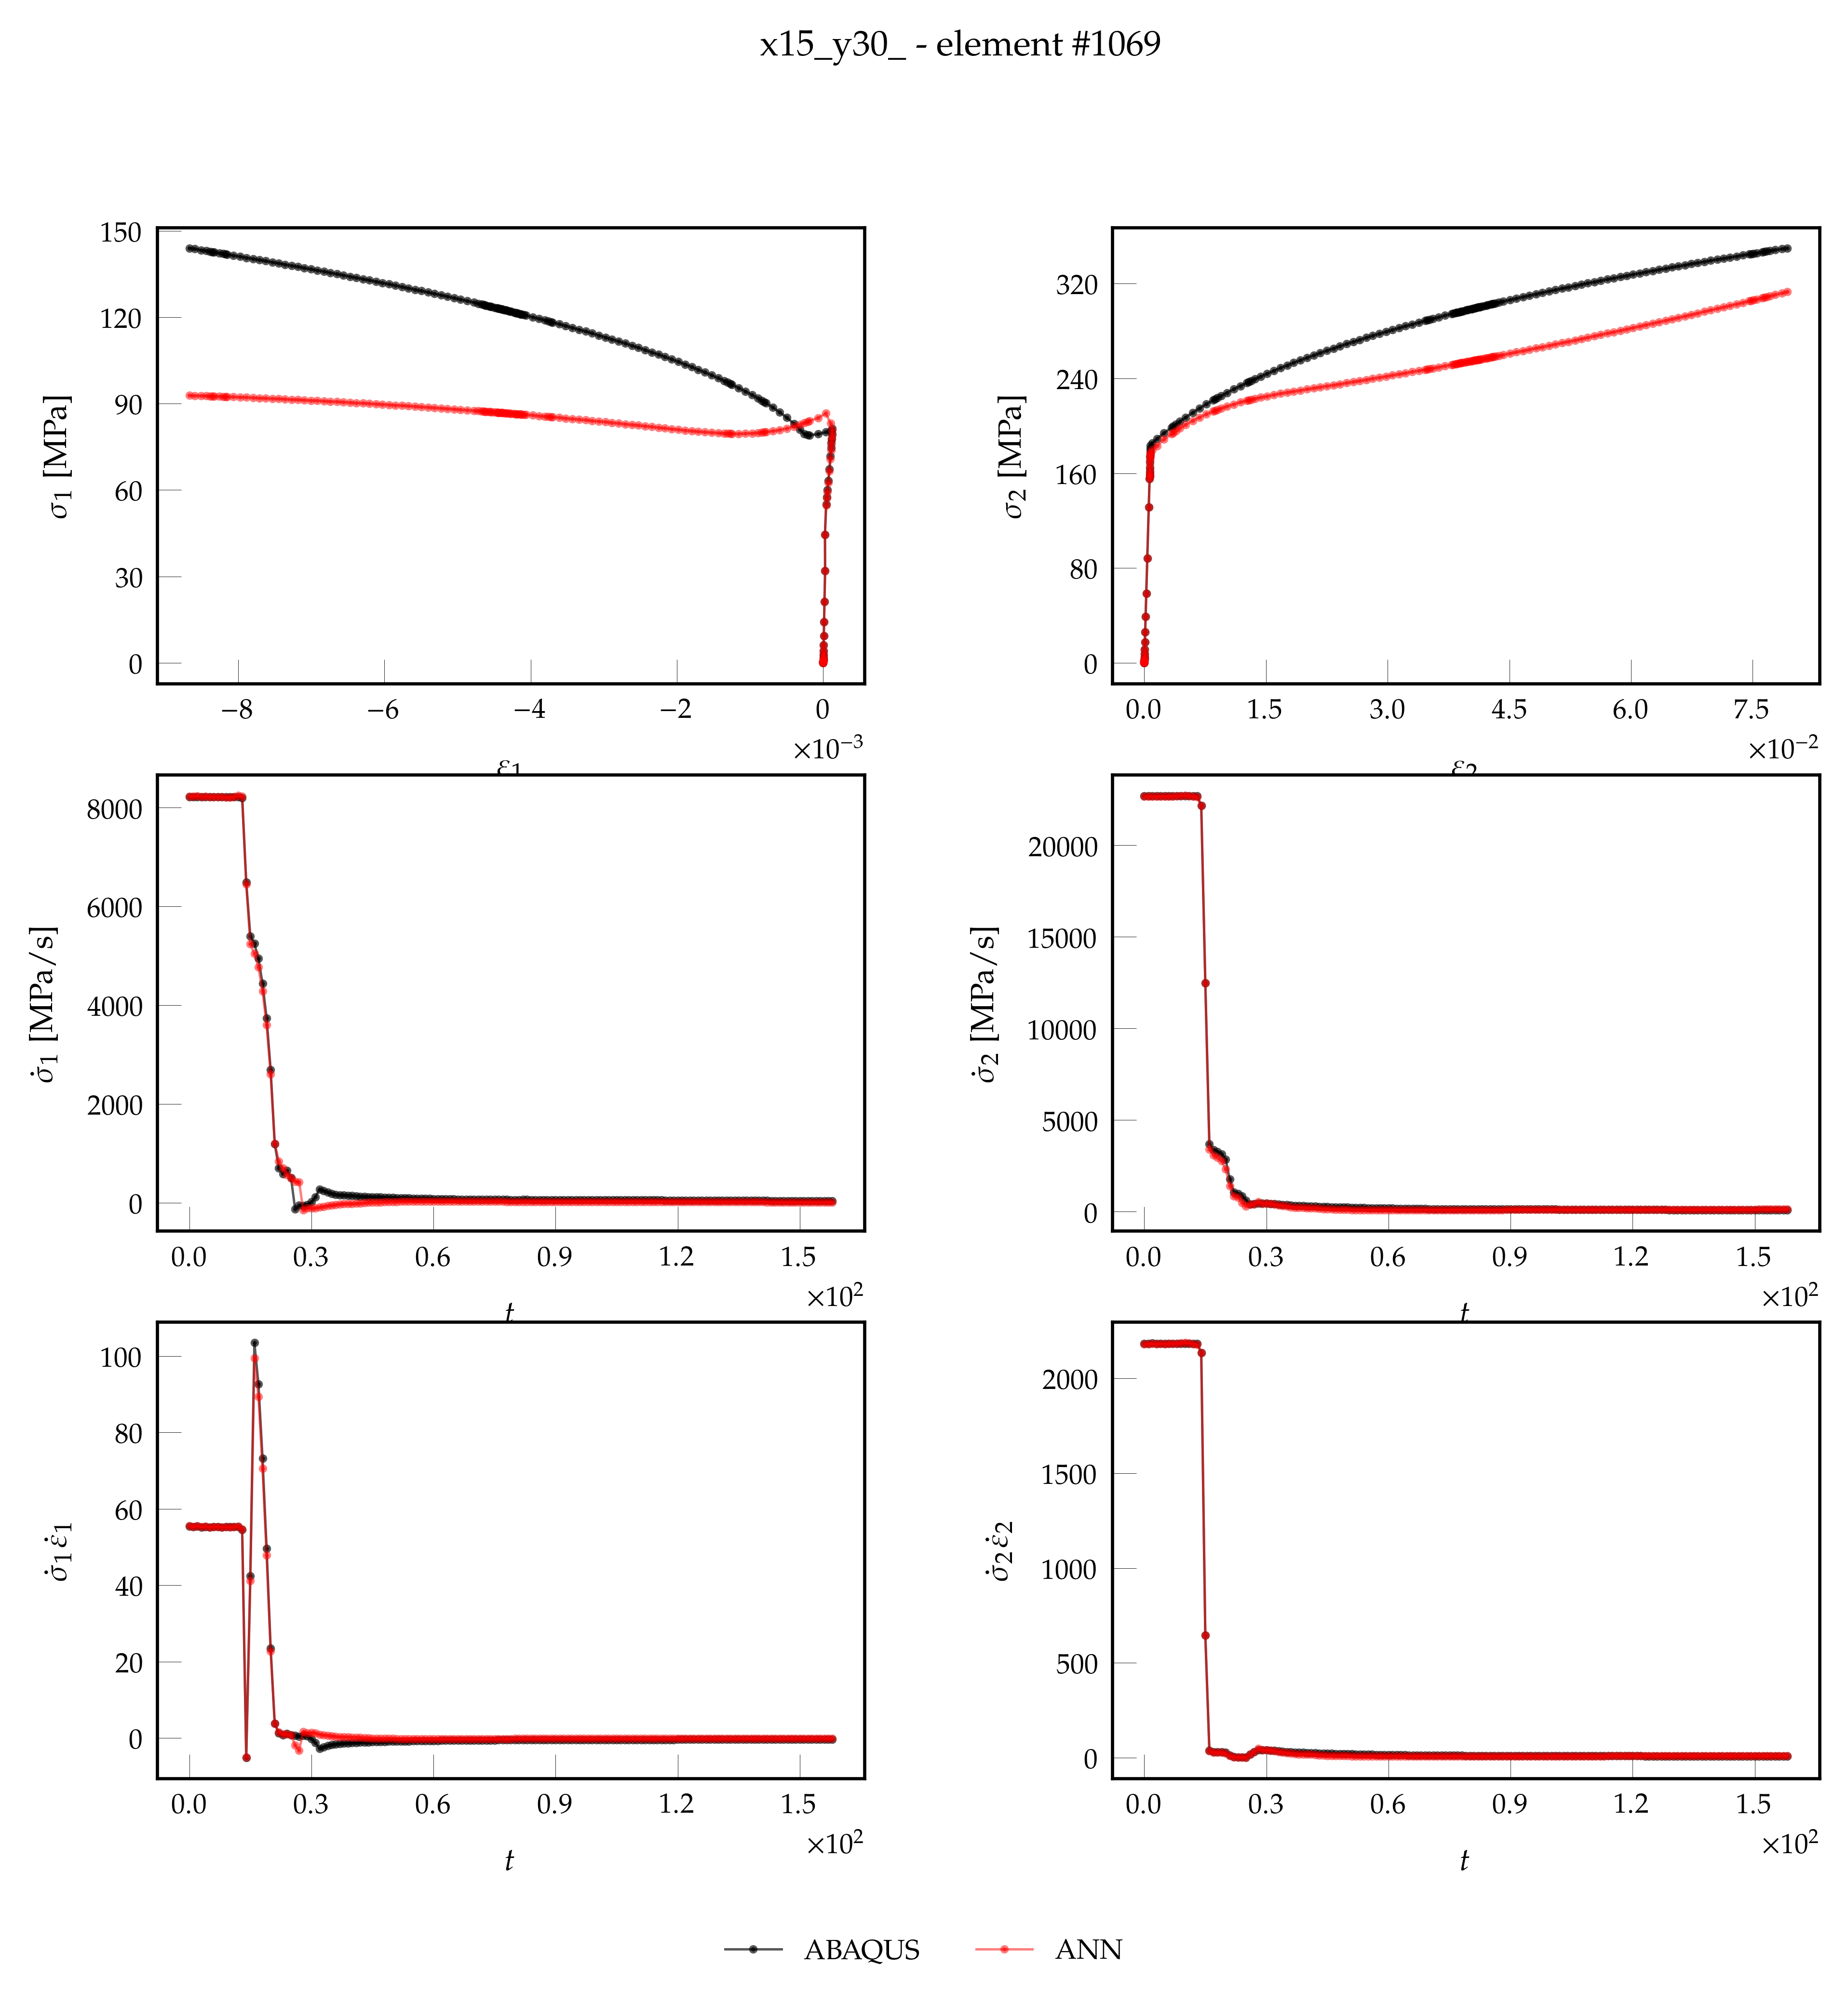 x15_y30_ - element #1069
σ₁ [MPa]
150
120
90
60
30
0
−8 −6 −4 −2 0
×10⁻³
ε₁
σ₂ [MPa]
320
240
160
80
0
0.0 1.5 3.0 4.5 6.0 7.5
×10⁻²
ε₂
σ̇₁ [MPa/s]
8000
6000
4000
2000
0
0.0 0.3 0.6 0.9 1.2 1.5
×10²
t
σ̇₂ [MPa/s]
20000
15000
10000
5000
0
0.0 0.3 0.6 0.9 1.2 1.5
×10²
t
σ̇₁ε̇₁
100
80
60
40
20
0
0.0 0.3 0.6 0.9 1.2 1.5
×10²
t
σ̇₂ε̇₂
2000
1500
1000
500
0
0.0 0.3 0.6 0.9 1.2 1.5
×10²
t
ABAQUS ANN